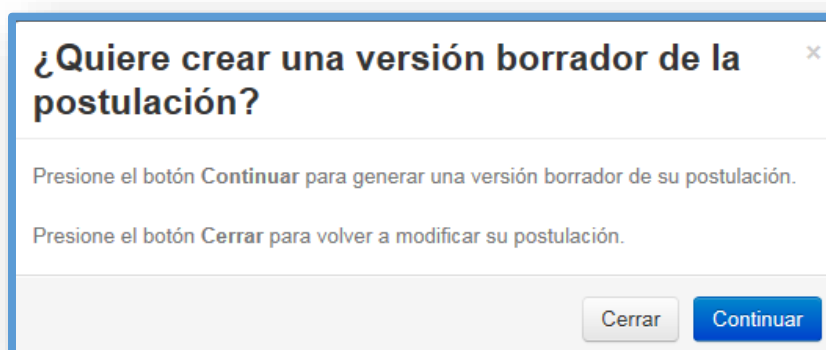 ¿Quiere crear una versión borrador de la
postulación?
×
Presione el botón Continuar para generar una versión borrador de su postulación.
Presione el botón Cerrar para volver a modificar su postulación.
Cerrar
Continuar